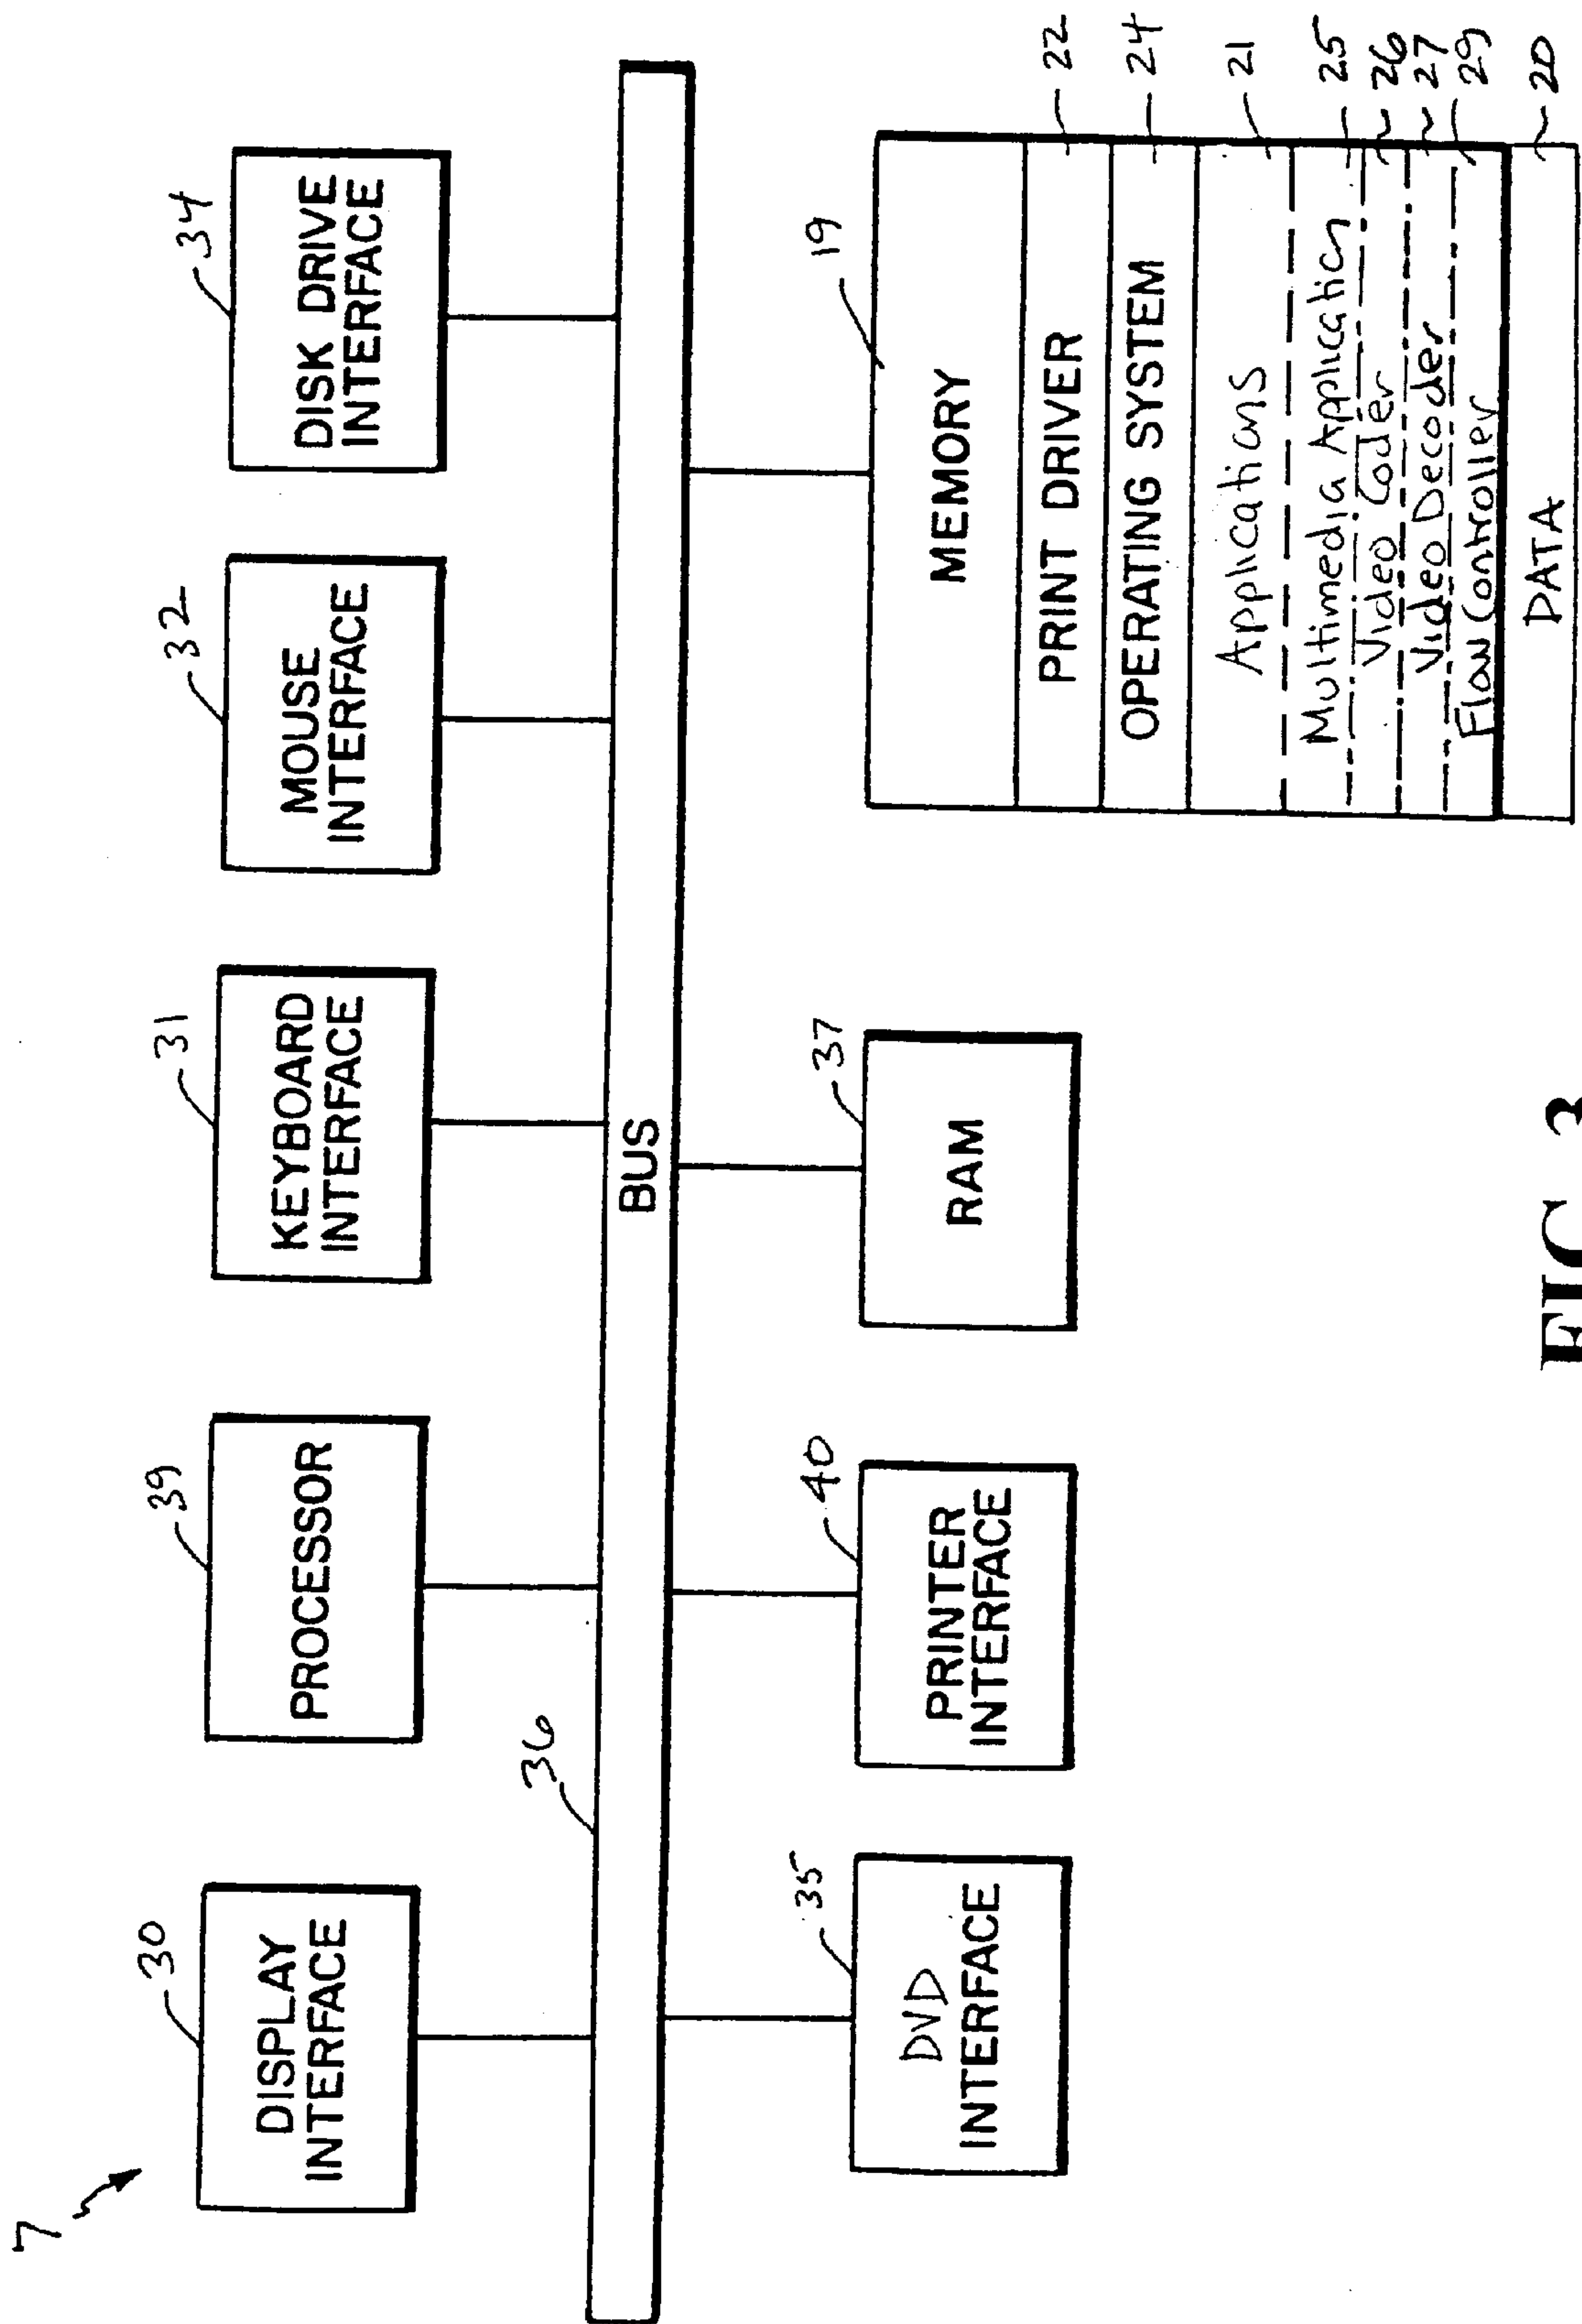 7
30
DISPLAY
INTERFACE
39
PROCESSOR
31
KEYBOARD
INTERFACE
32
MOUSE
INTERFACE
34
DISK DRIVE
INTERFACE
36
BUS
35
DVD
INTERFACE
40
PRINTER
INTERFACE
37
RAM
19
MEMORY
PRINT DRIVER
22
OPERATING SYSTEM
24
Applications
21
Multimedia Application
25
Video Coder
26
Video Decoder
27
Flow Controller
29
DATA
20
FIG. 3